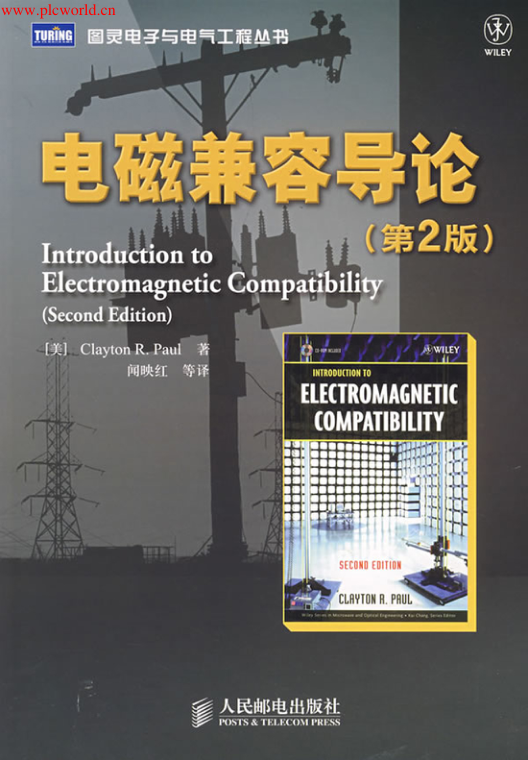 www.plcworld.cn
TURING
图灵电子与电气工程丛书
WILEY
电磁兼容导论
(第2版)
Introduction to
Electromagnetic Compatibility
(Second Edition)
[美] Clayton R. Paul 著
闻映红 等译
CD-ROM INCLUDED
WILEY
INTRODUCTION TO
ELECTROMAGNETIC
COMPATIBILITY
SECOND EDITION
CLAYTON R. PAUL
Wiley Series in Microwave and Optical Engineering • Kai Chang, Series Editor
人民邮电出版社
POSTS & TELECOM PRESS